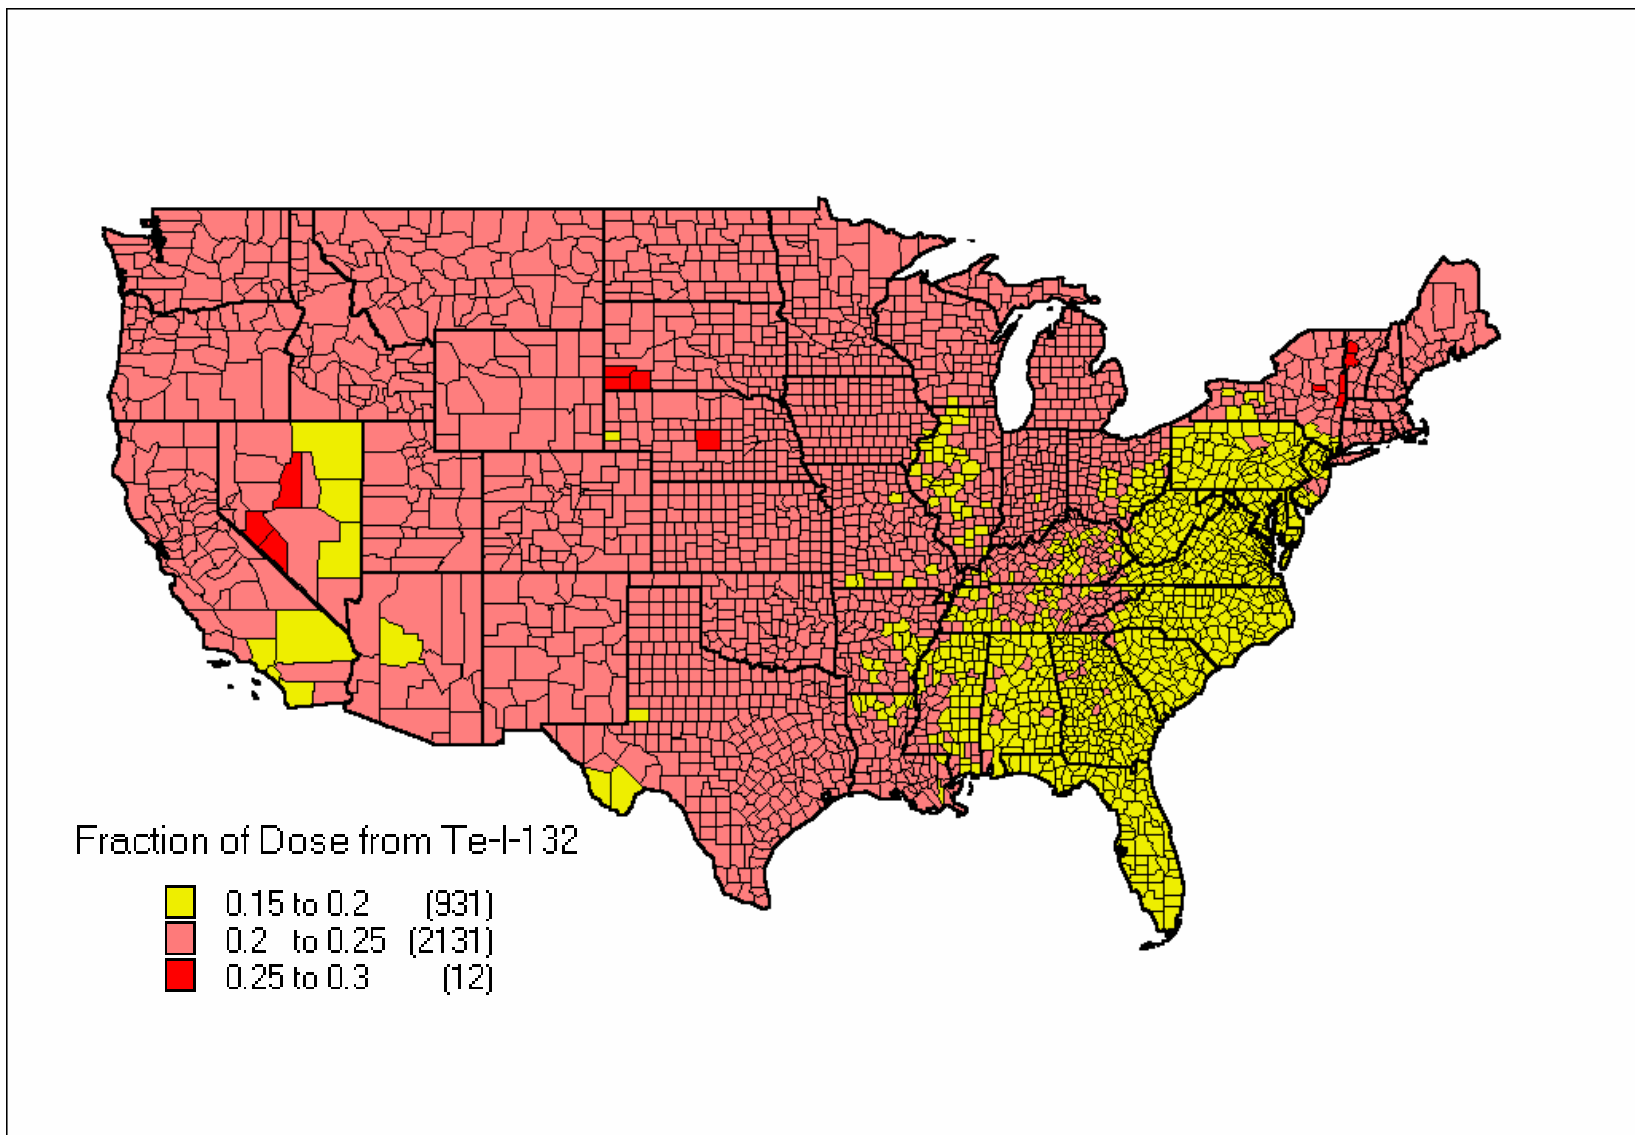 Fraction of Dose from Te-I-132
0.15 to 0.2 (931)
0.2 to 0.25 (2131)
0.25 to 0.3 (12)